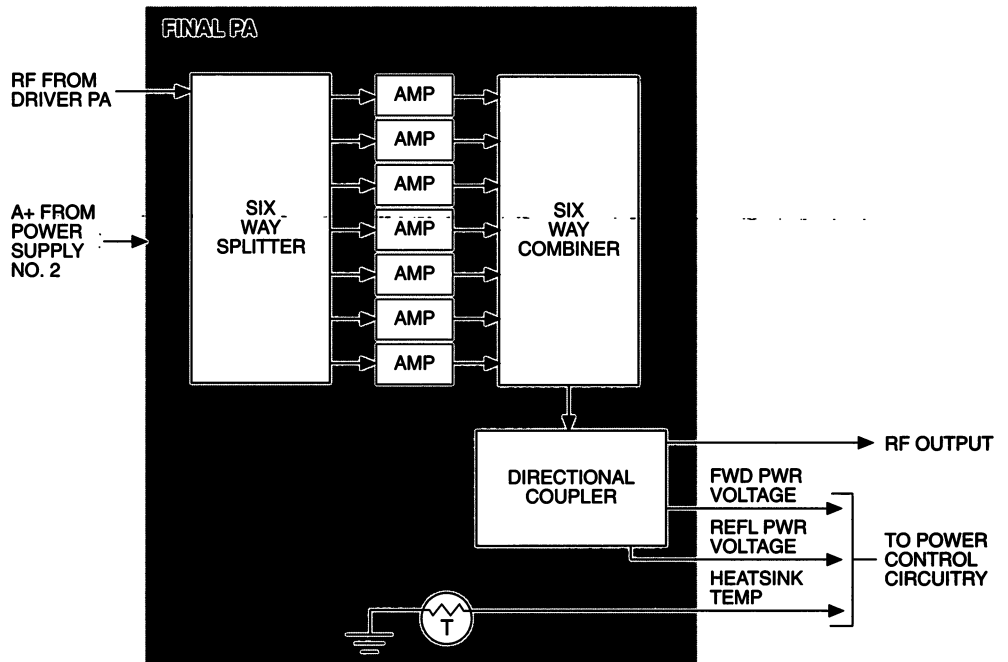 FINAL PA
RF FROM
DRIVER PA
A+ FROM
POWER
SUPPLY
NO. 2
SIX
WAY
SPLITTER
AMP
AMP
AMP
AMP
AMP
AMP
AMP
SIX
WAY
COMBINER
DIRECTIONAL
COUPLER
RF OUTPUT
FWD PWR
VOLTAGE
REFL PWR
VOLTAGE
HEATSINK
TEMP
TO POWER
CONTROL
CIRCUITRY
T